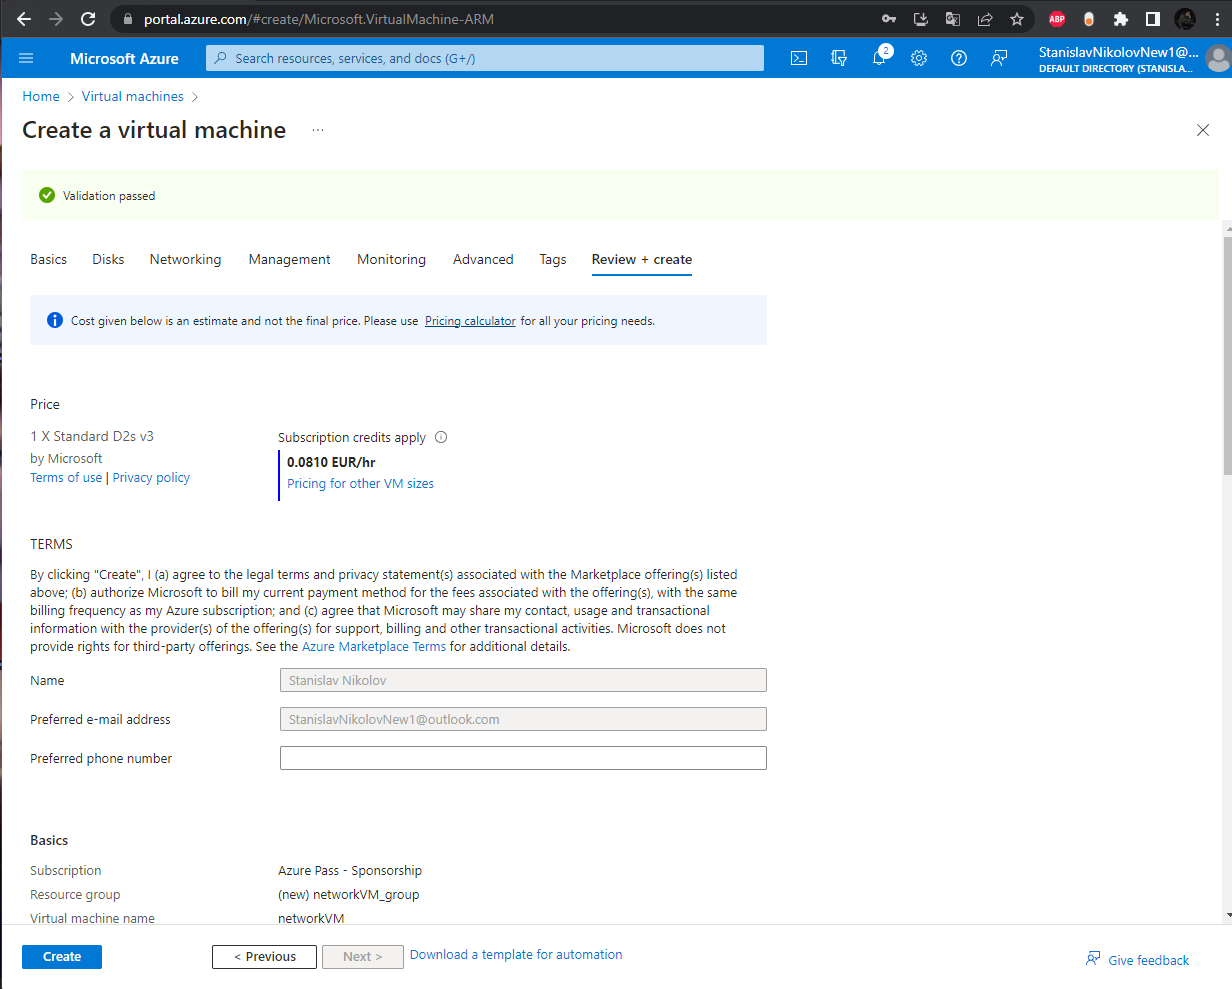 portal.azure.com/#create/Microsoft.VirtualMachine-ARM
ABP
Microsoft Azure
Search resources, services, and docs (G+/)
2
StanislavNikolovNew1@...
DEFAULT DIRECTORY (STANISLA...
Home > Virtual machines >
Create a virtual machine ...
Validation passed
Basics Disks Networking Management Monitoring Advanced Tags Review + create
Cost given below is an estimate and not the final price. Please use Pricing calculator for all your pricing needs.
Price
1 X Standard D2s v3
by Microsoft
Terms of use | Privacy policy
Subscription credits apply
0.0810 EUR/hr
Pricing for other VM sizes
TERMS
By clicking "Create", I (a) agree to the legal terms and privacy statement(s) associated with the Marketplace offering(s) listed
above; (b) authorize Microsoft to bill my current payment method for the fees associated with the offering(s), with the same
billing frequency as my Azure subscription; and (c) agree that Microsoft may share my contact, usage and transactional
information with the provider(s) of the offering(s) for support, billing and other transactional activities. Microsoft does not
provide rights for third-party offerings. See the Azure Marketplace Terms for additional details.
Name Stanislav Nikolov
Preferred e-mail address StanislavNikolovNew1@outlook.com
Preferred phone number
Basics
Subscription Azure Pass - Sponsorship
Resource group (new) networkVM_group
Virtual machine name networkVM
Create < Previous Next > Download a template for automation Give feedback